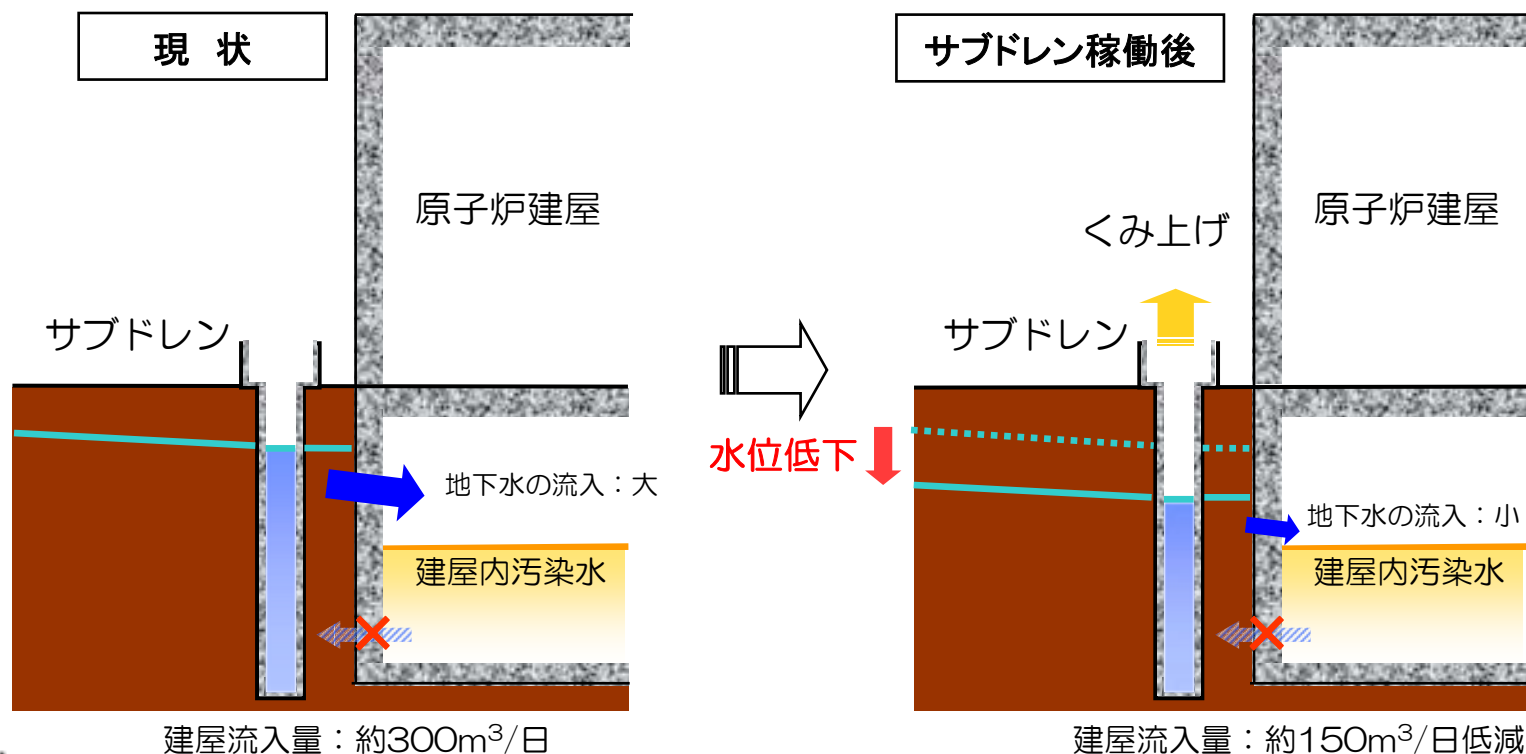 現 状
原子炉建屋
サブドレン
地下水の流入：大
建屋内汚染水
建屋流入量：約300m³/日
サブドレン稼働後
原子炉建屋
くみ上げ
サブドレン
水位低下
地下水の流入：小
建屋内汚染水
建屋流入量：約150m³/日低減